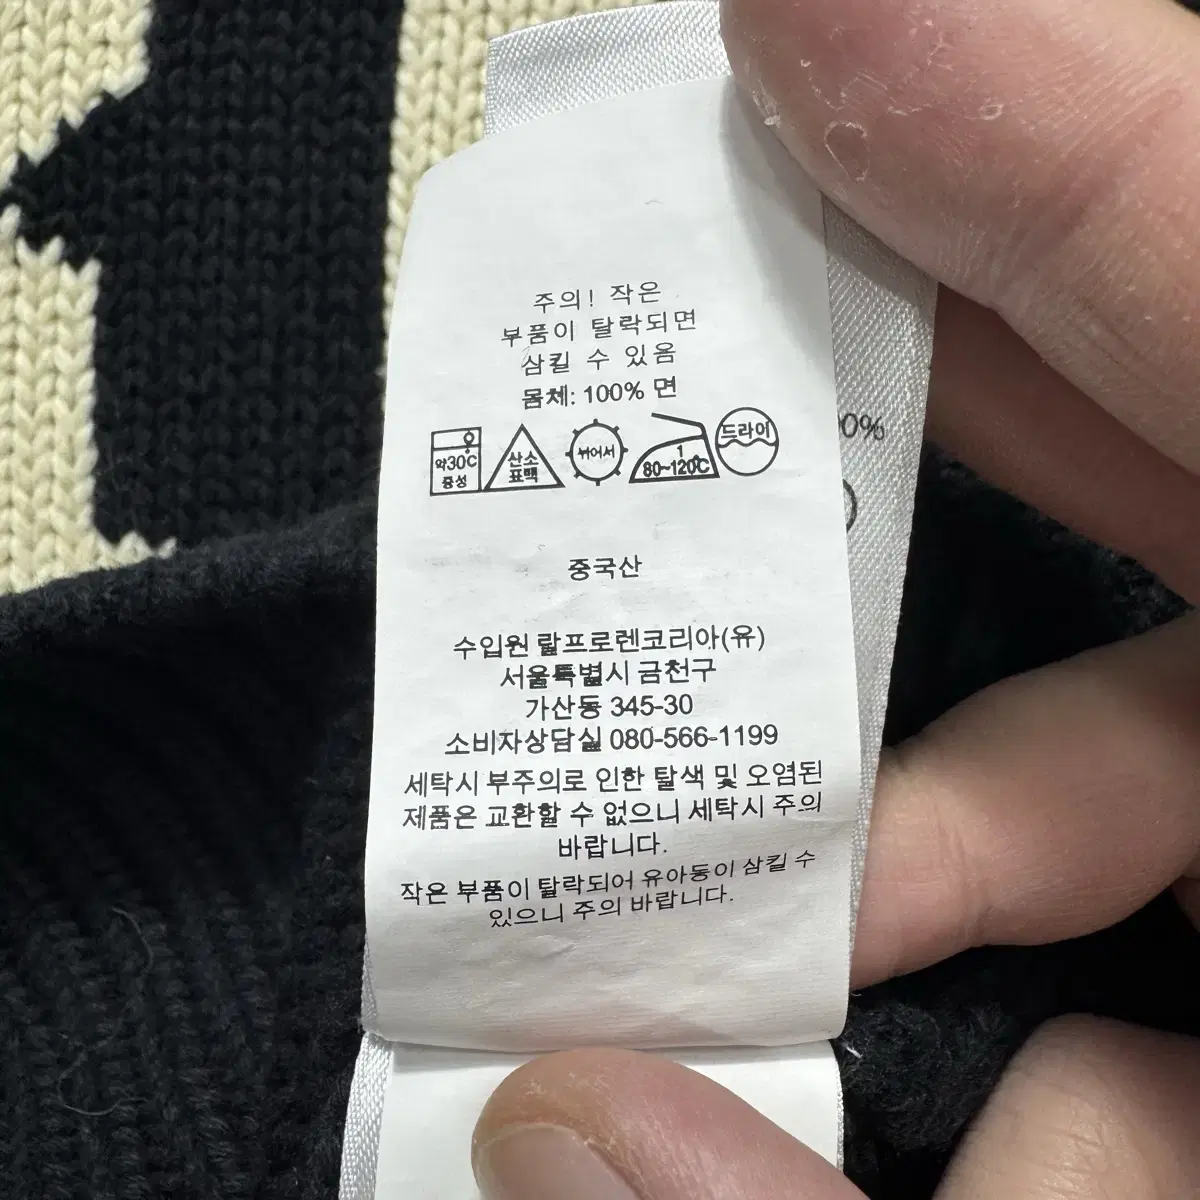 주의! 작은
부품이 탈락되면
삼킬 수 있음
몸체: 100% 면
약30℃
중성
산소
표백
뉘어서
1
80~120℃
드라이
00%
중국산
수입원 랄프로렌코리아(유)
서울특별시 금천구
가산동 345-30
소비자상담실 080-566-1199
세탁시 부주의로 인한 탈색 및 오염된
제품은 교환할 수 없으니 세탁시 주의
바랍니다.
작은 부품이 탈락되어 유아동이 삼킬 수
있으니 주의 바랍니다.